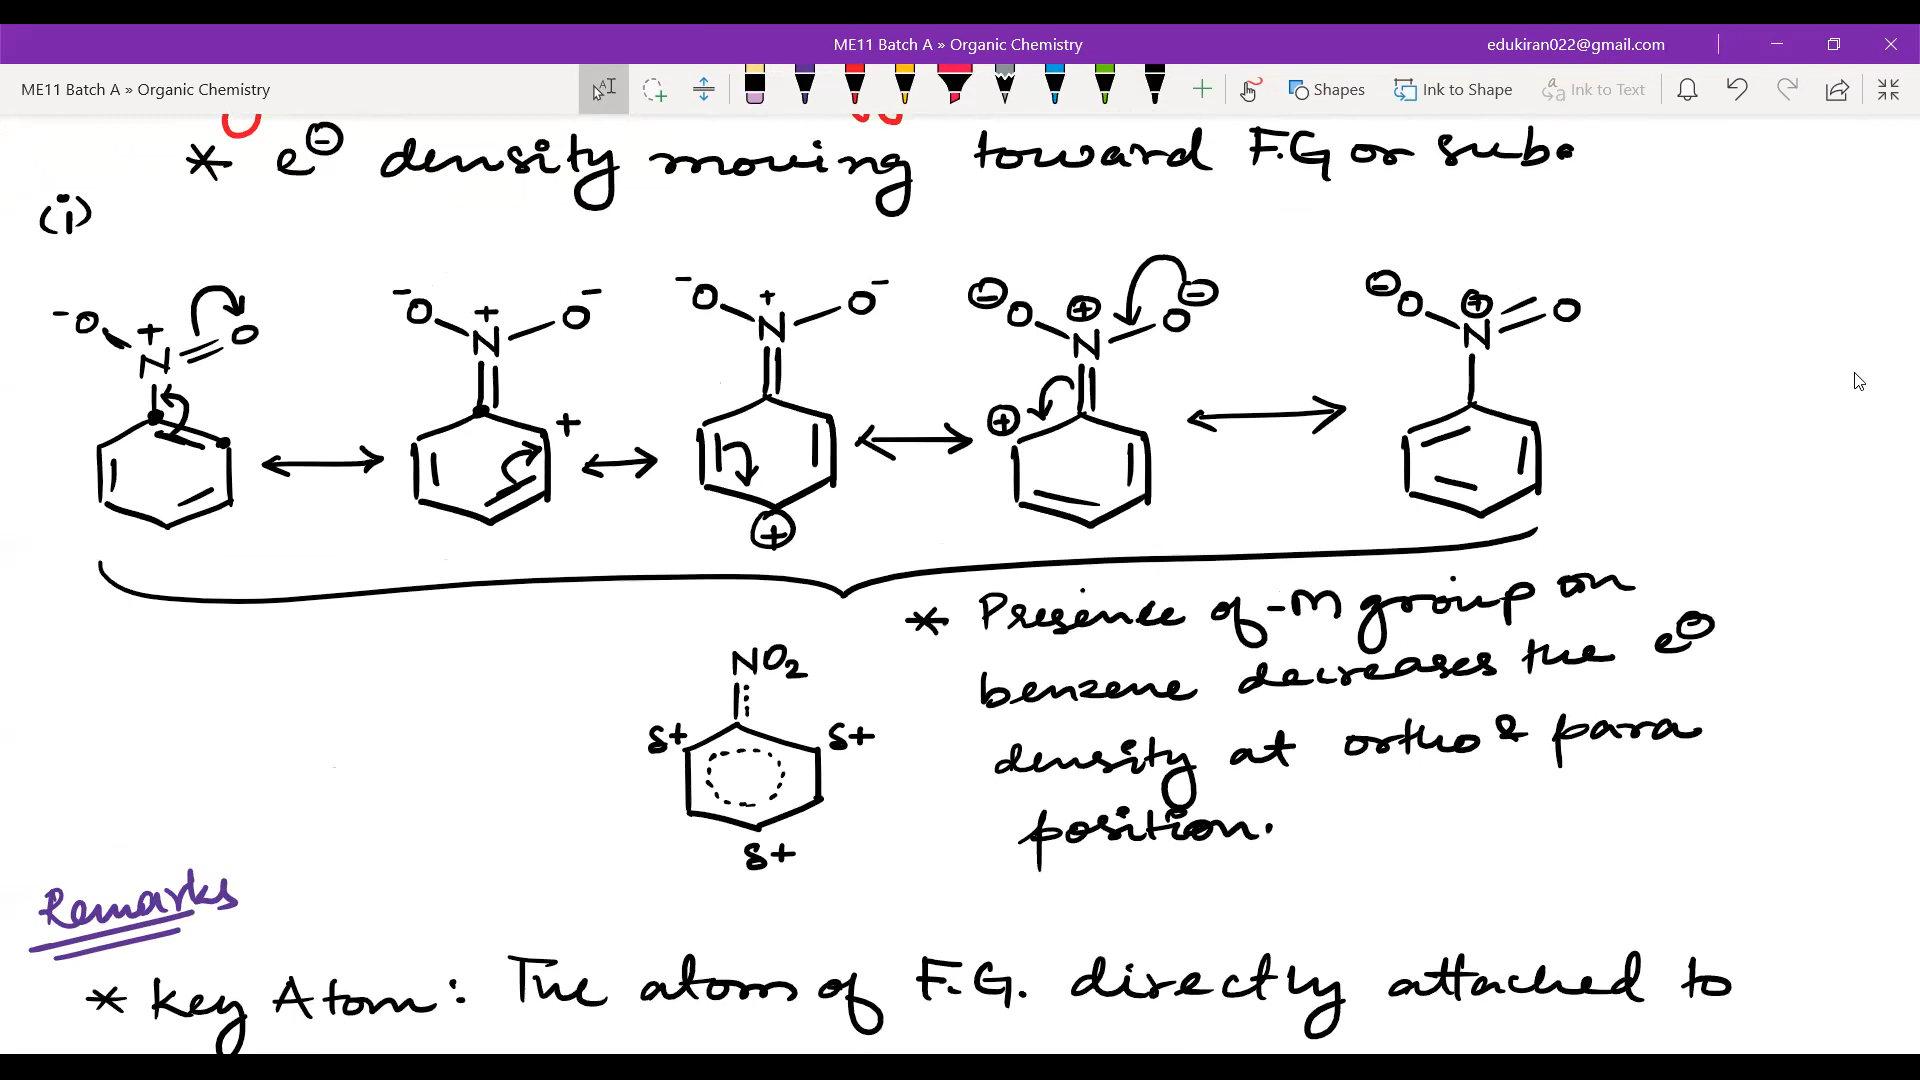 ME11 Batch A » Organic Chemistry
edukiran022@gmail.com
ME11 Batch A » Organic Chemistry
Shapes
Ink to Shape
Ink to Text
* e⊖ density moving toward F.G or subs
(i)
-O N+ =O
-O N+ O-
+
-O N+ O-
⊕
⊖O N⊕ O⊖
⊕
⊖O N⊕ =O
* Presence of -M group on
benzene decreases the e⊖
density at ortho & para
position.
NO2
δ+ δ+
δ+
Remarks
* Key Atom: The atom of F.G. directly attached to